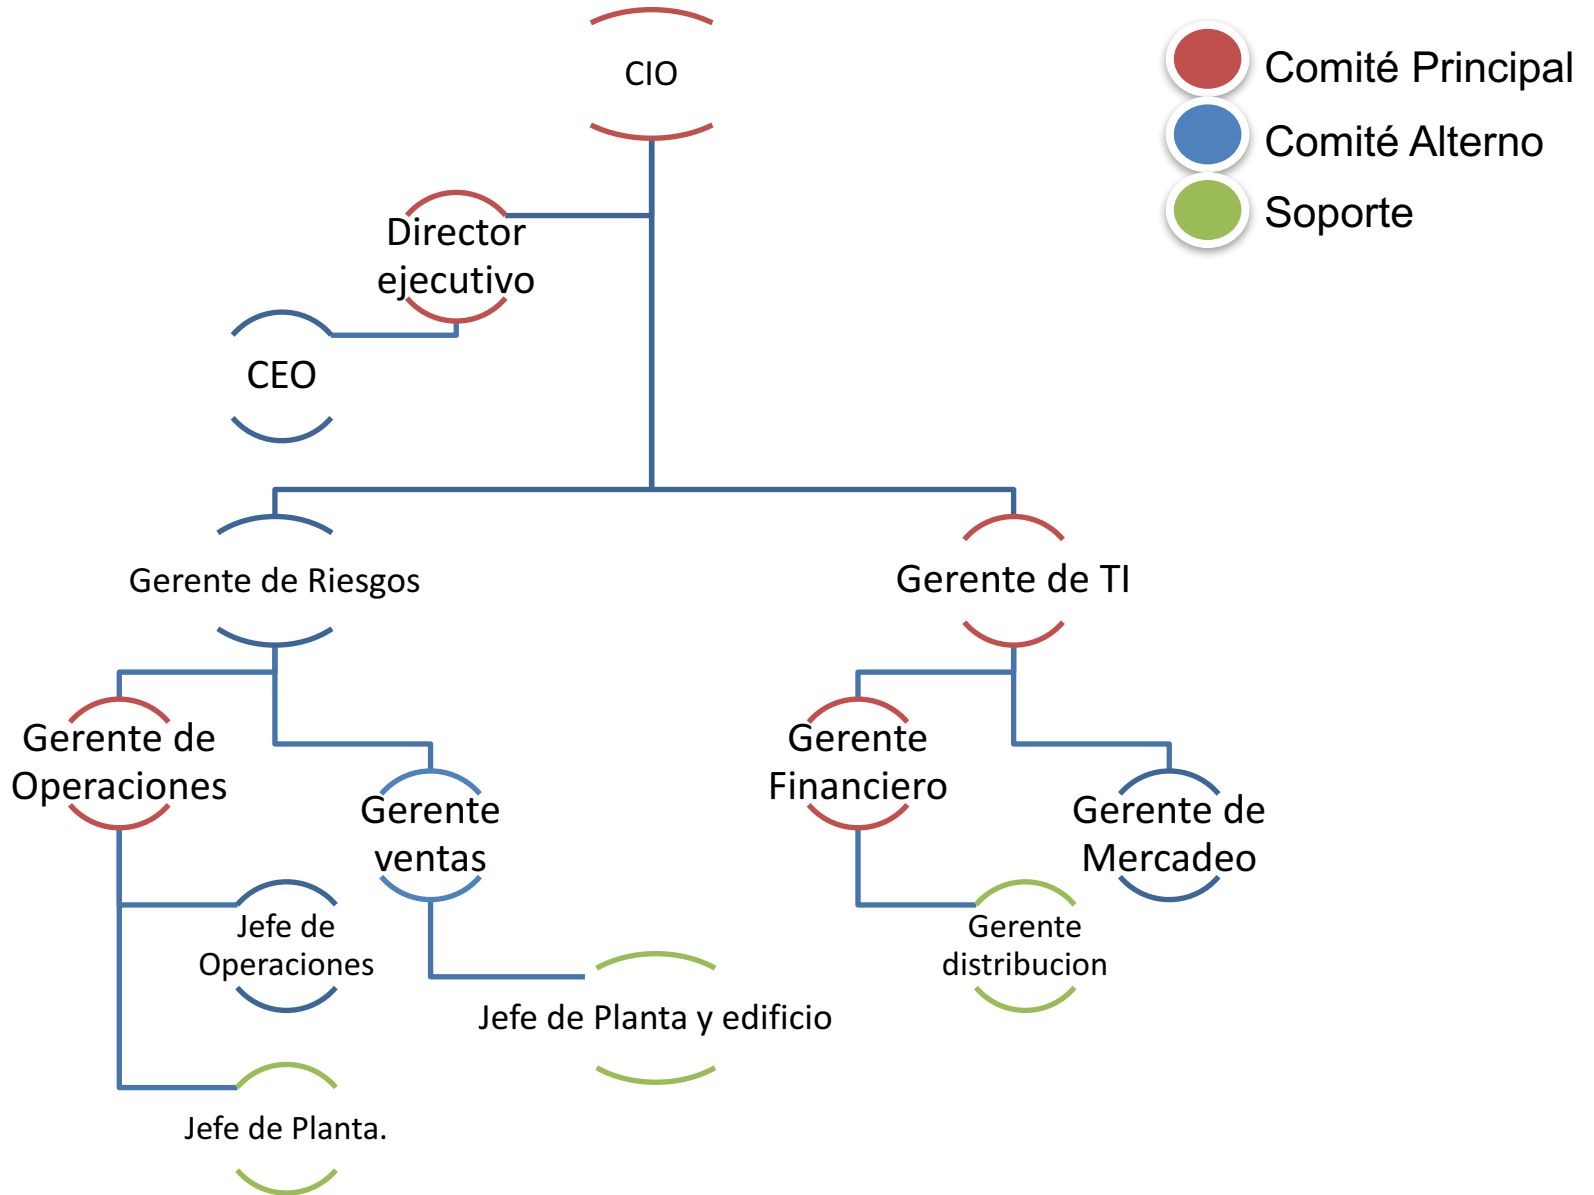 CIO
Comité Principal
Comité Alterno
Soporte
Director
ejecutivo
CEO
Gerente de Riesgos
Gerente de TI
Gerente de
Operaciones
Gerente
ventas
Gerente
Financiero
Gerente de
Mercadeo
Jefe de
Operaciones
Gerente
distribucion
Jefe de Planta y edificio
Jefe de Planta.